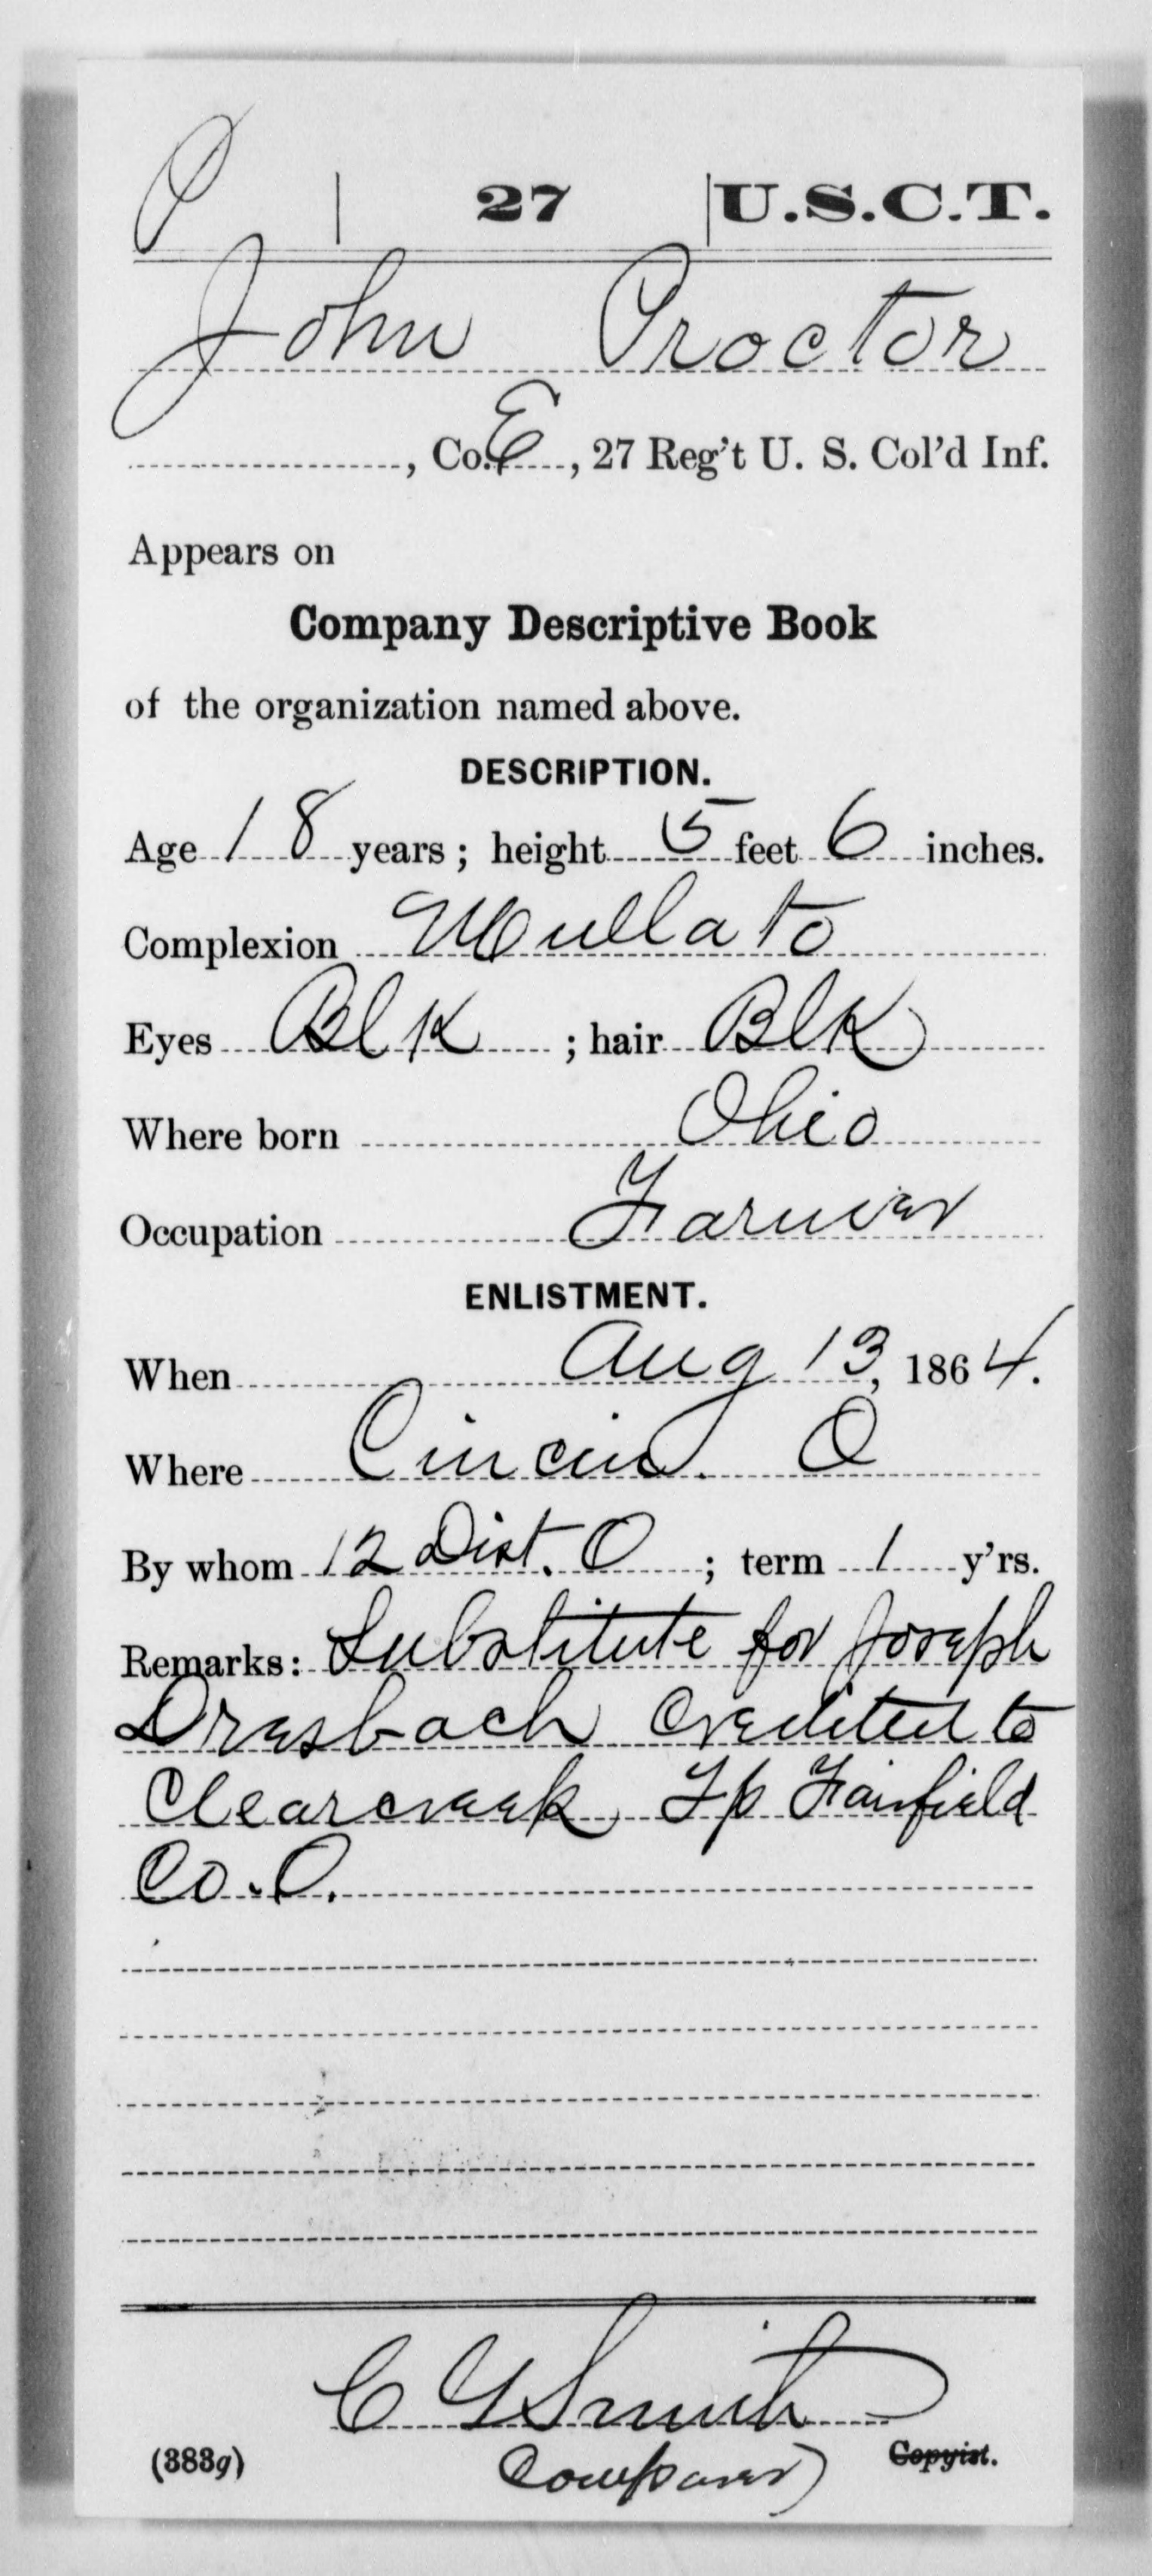 P | 27 | U.S.C.T.
John Proctor
, Co. E, 27 Reg't U. S. Col'd Inf.
Appears on
Company Descriptive Book
of the organization named above.
DESCRIPTION.
Age 18 years; height 5 feet 6 inches.
Complexion Mullato
Eyes Blk; hair Blk
Where born Ohio
Occupation Farmer
ENLISTMENT.
When Aug 13, 1864.
Where Cincin. O
By whom 12 Dist. O; term 1 y'rs.
Remarks: Substitute for Joseph
Dresbach Credited to
Clearcreek Tp Fairfield
Co. O.
C G Smith
(383g) Comparer Copyist.